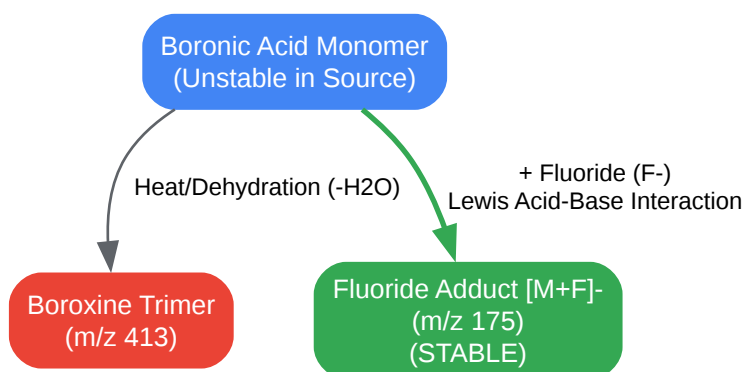 Boronic Acid Monomer
(Unstable in Source)
Heat/Dehydration (-H2O)
+ Fluoride (F-)
Lewis Acid-Base Interaction
Boroxine Trimer
(m/z 413)
Fluoride Adduct [M+F]-
(m/z 175)
(STABLE)